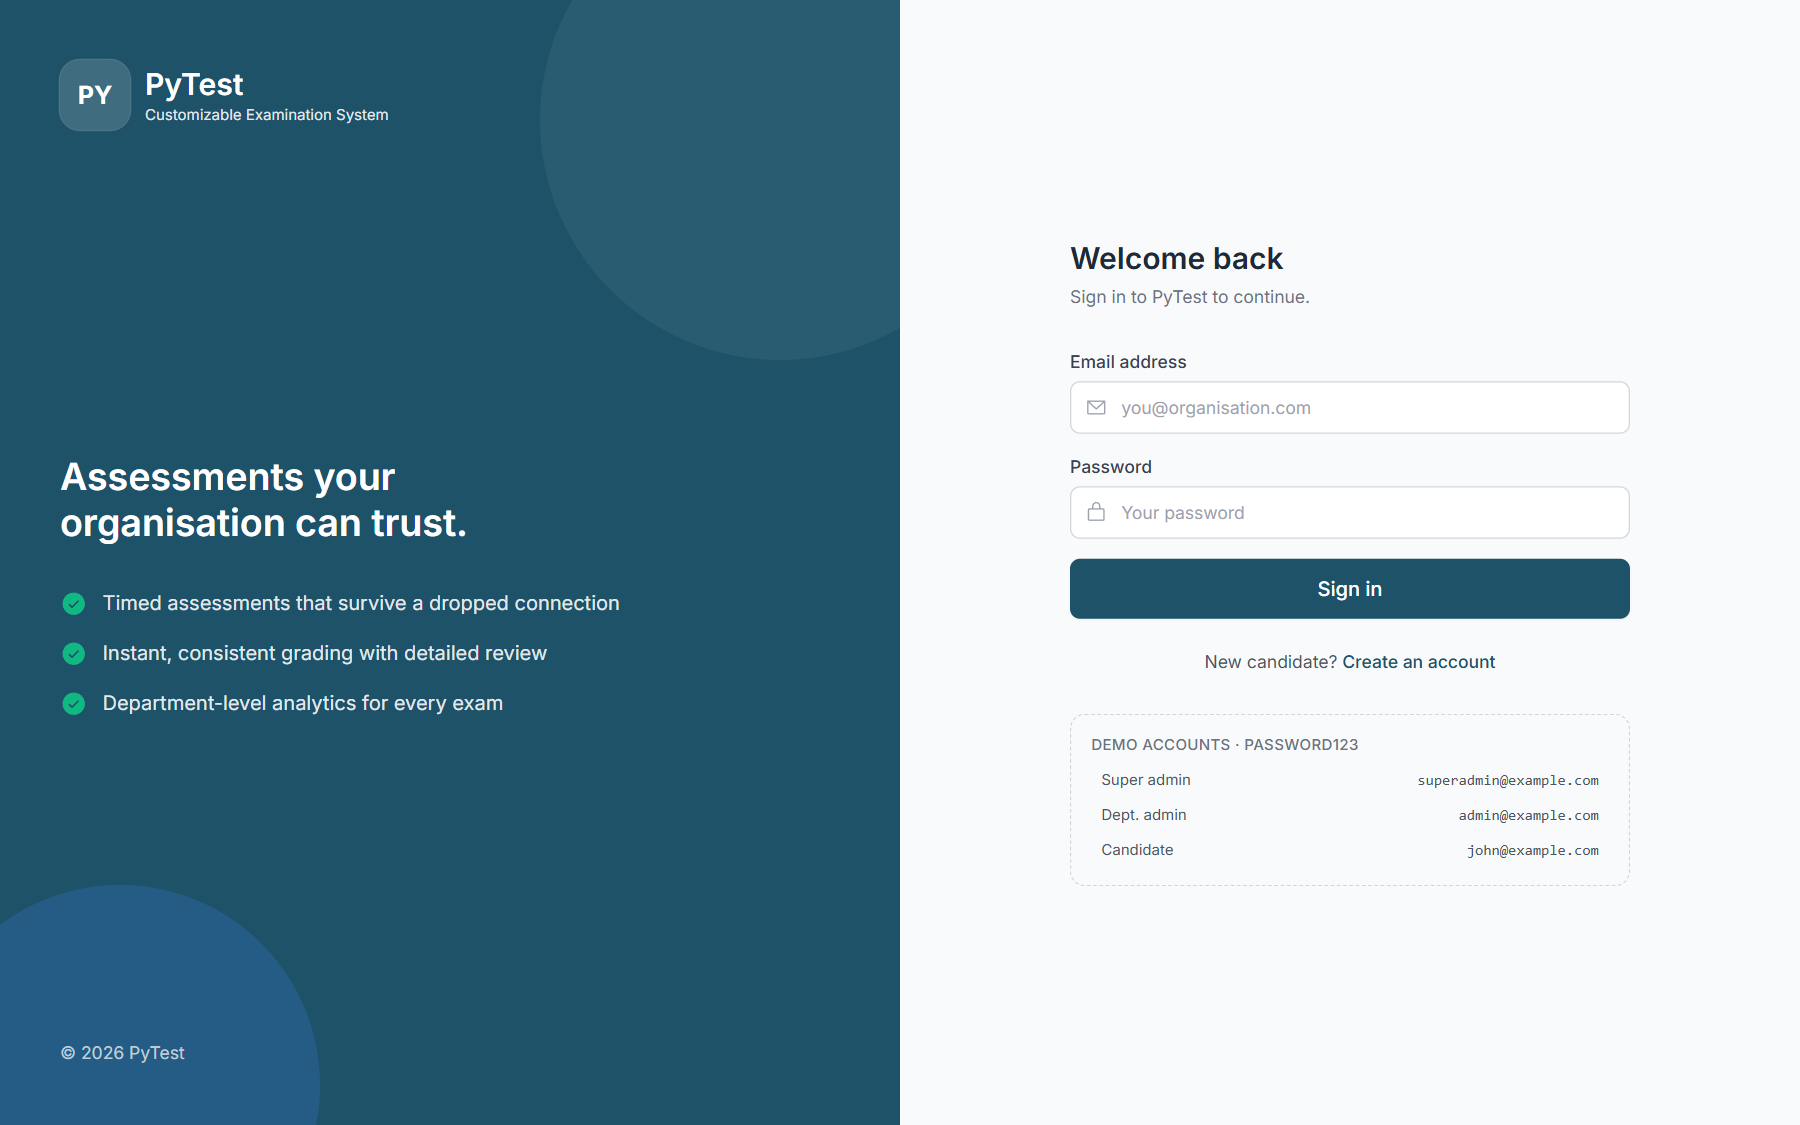 PY
PyTest
Customizable Examination System
Assessments your
organisation can trust.
Timed assessments that survive a dropped connection
Instant, consistent grading with detailed review
Department-level analytics for every exam
© 2026 PyTest
Welcome back
Sign in to PyTest to continue.
Email address
you@organisation.com
Password
Your password
Sign in
New candidate? Create an account
DEMO ACCOUNTS · PASSWORD123
Super admin superadmin@example.com
Dept. admin admin@example.com
Candidate john@example.com